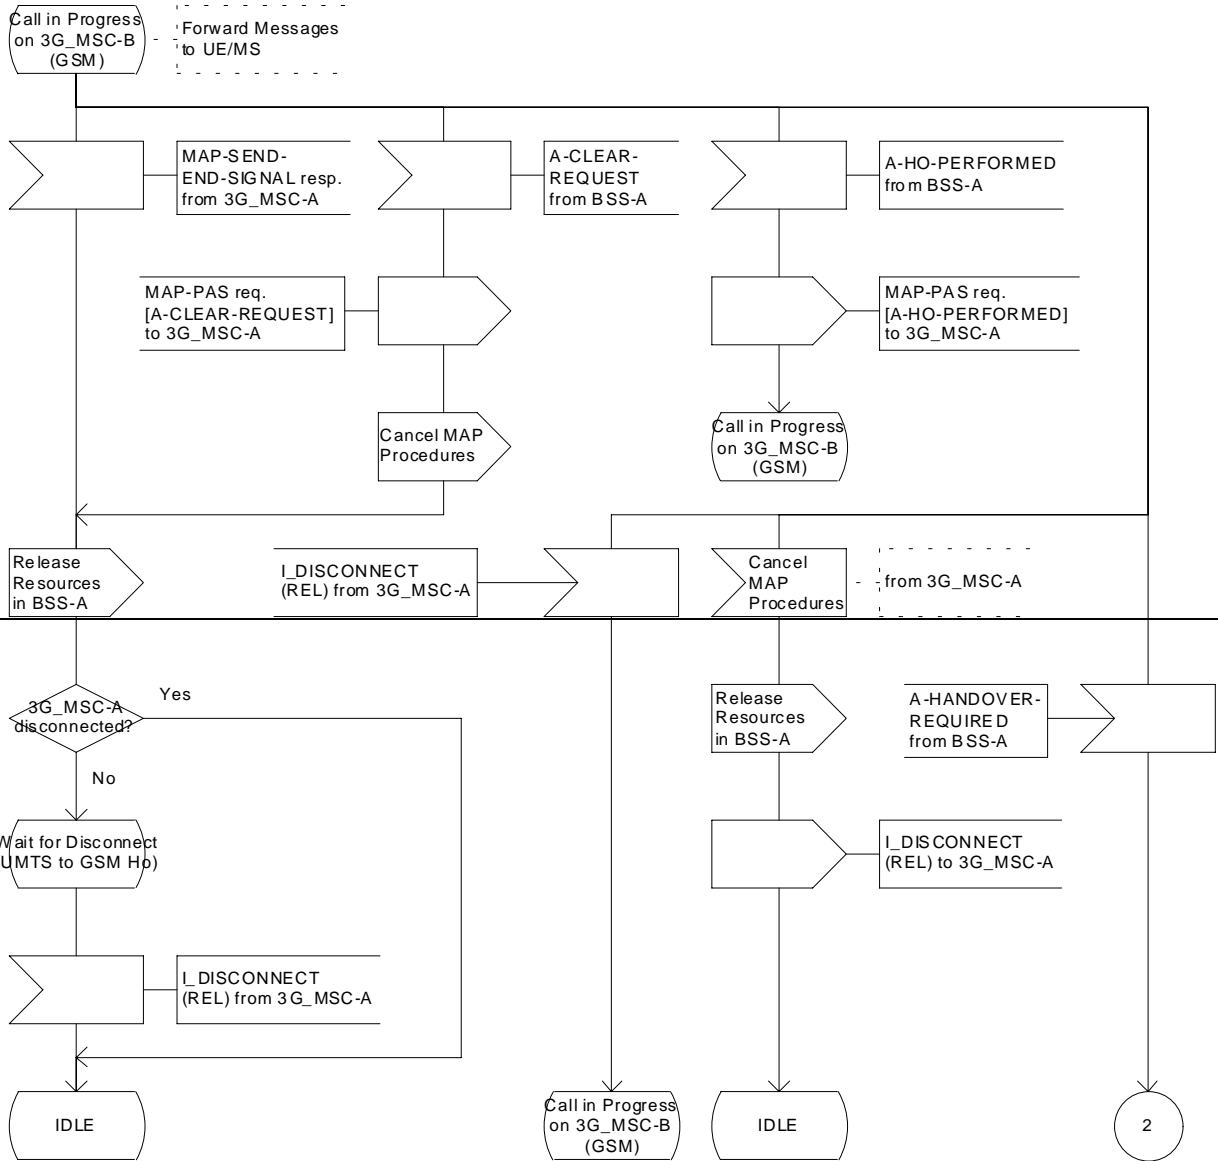 Call in Progress
on 3G_MSC-B
(GSM)
Forward Messages
to UE/MS
MAP-SEND-
END-SIGNAL resp.
from 3G_MSC-A
A-CLEAR-
REQUEST
from BSS-A
A-HO-PERFORMED
from BSS-A
MAP-PAS req.
[A-CLEAR-REQUEST]
to 3G_MSC-A
MAP-PAS req.
[A-HO-PERFORMED]
to 3G_MSC-A
Cancel MAP
Procedures
Call in Progress
on 3G_MSC-B
(GSM)
Release
Resources
in BSS-A
I_DISCONNECT
(REL) from 3G_MSC-A
Cancel
MAP
Procedures
from 3G_MSC-A
3G_MSC-A
disconnected?
Yes
No
Release
Resources
in BSS-A
A-HANDOVER-
REQUIRED
from BSS-A
Wait for Disconnect
UMTS to GSM Ho)
I_DISCONNECT
(REL) to 3G_MSC-A
I_DISCONNECT
(REL) from 3G_MSC-A
IDLE
Call in Progress
on 3G_MSC-B
(GSM)
IDLE
2